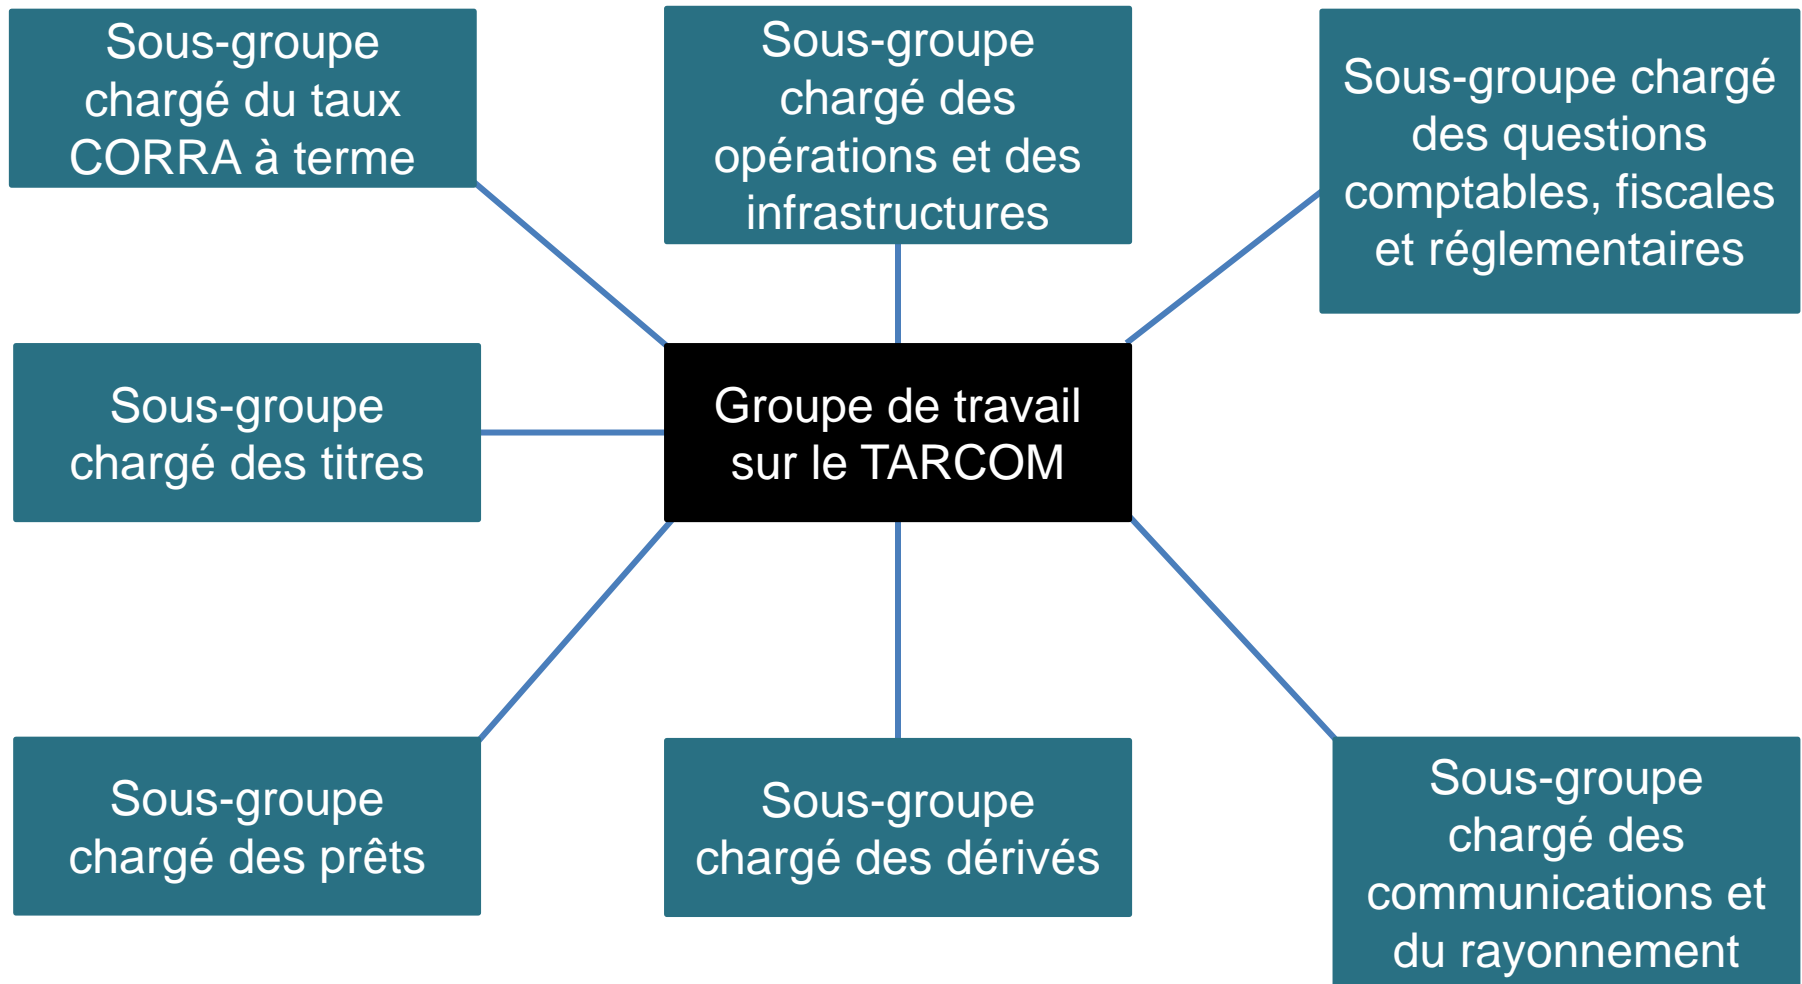 Sous-groupe
chargé du taux
CORRA à terme
Sous-groupe
chargé des
opérations et des
infrastructures
Sous-groupe chargé
des questions
comptables, fiscales
et réglementaires
Sous-groupe
chargé des titres
Groupe de travail
sur le TARCOM
Sous-groupe
chargé des prêts
Sous-groupe
chargé des dérivés
Sous-groupe
chargé des
communications et
du rayonnement